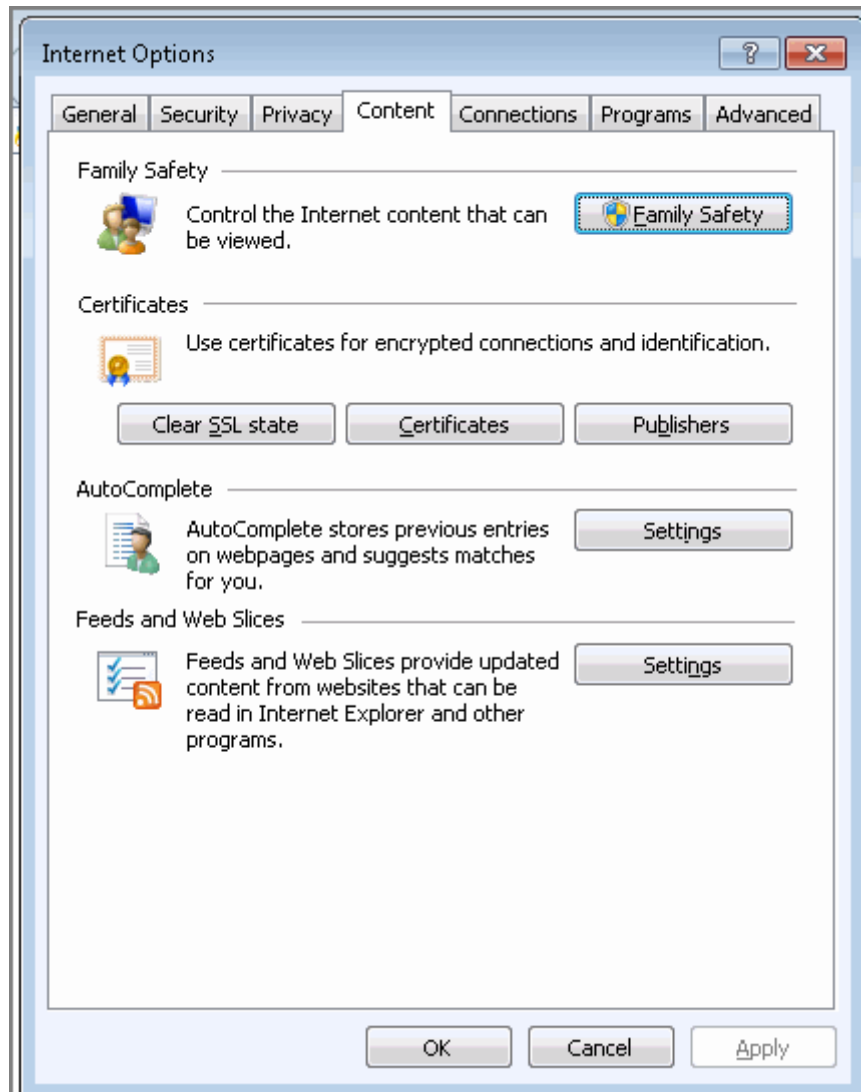 Internet Options
General Security Privacy Content Connections Programs Advanced
Family Safety
Control the Internet content that can
be viewed.
Family Safety
Certificates
Use certificates for encrypted connections and identification.
Clear SSL state Certificates Publishers
AutoComplete
AutoComplete stores previous entries
on webpages and suggests matches
for you.
Settings
Feeds and Web Slices
Feeds and Web Slices provide updated
content from websites that can be
read in Internet Explorer and other
programs.
Settings
OK Cancel Apply